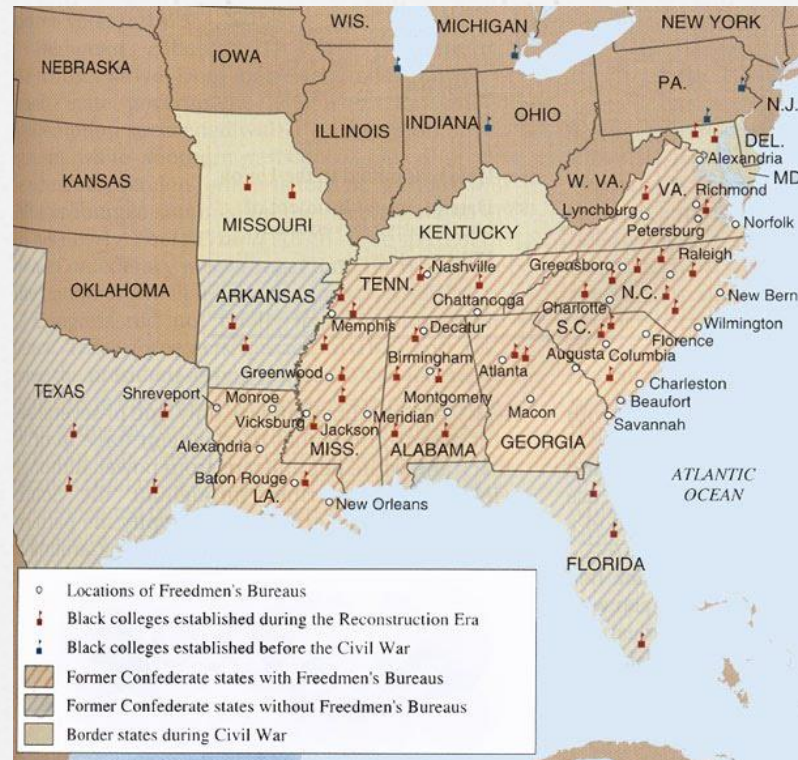 WIS.
MICHIGAN
NEW YORK
NEBRASKA
IOWA
PA.
N.J.
ILLINOIS
INDIANA
OHIO
DEL.
MD
KANSAS
MISSOURI
W. VA.
VA.
Alexandria
Richmond
Lynchburg
Petersburg
Norfolk
KENTUCKY
OKLAHOMA
ARKANSAS
TENN.
Nashville
Chattanooga
Greensboro
Raleigh
Charlotte
N.C.
New Bern
Memphis
Decatur
S.C.
Wilmington
Florence
Greenwood
Birmingham
Atlanta
Augusta
Columbia
TEXAS
Shreveport
Monroe
Vicksburg
Jackson
Meridian
Montgomery
Macon
Charleston
Beaufort
Savannah
Alexandria
MISS.
ALABAMA
GEORGIA
Baton Rouge
LA.
New Orleans
ATLANTIC
OCEAN
FLORIDA
Locations of Freedmen's Bureaus
Black colleges established during the Reconstruction Era
Black colleges established before the Civil War
Former Confederate states with Freedmen's Bureaus
Former Confederate states without Freedmen's Bureaus
Border states during Civil War